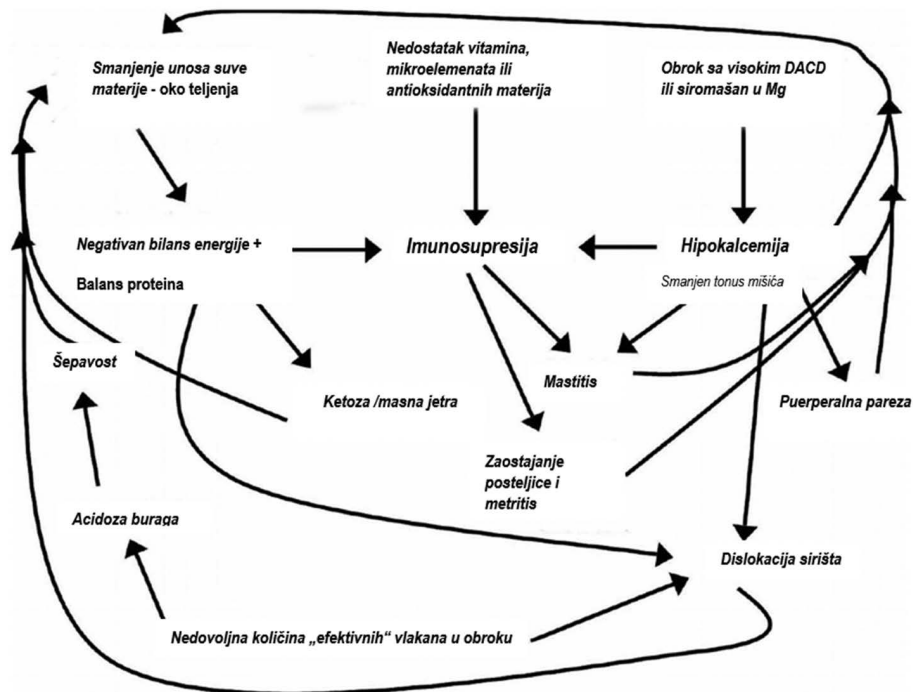 Smanjenje unosa suve
materije - oko teljenja
Nedostatak vitamina,
mikroelemenata ili
antioksidantnih materija
Obrok sa visokim DACD
ili siromašan u Mg
Negativan bilans energije +
Balans proteina
Imunosupresija
Hipokalcemija
Smanjen tonus mišića
Šepavost
Ketoza /masna jetra
Mastitis
Puerperalna pareza
Zaostajanje
posteljice i
metritis
Acidoza buraga
Dislokacija sirišta
Nedovoljna količina „efektivnih“ vlakana u obroku